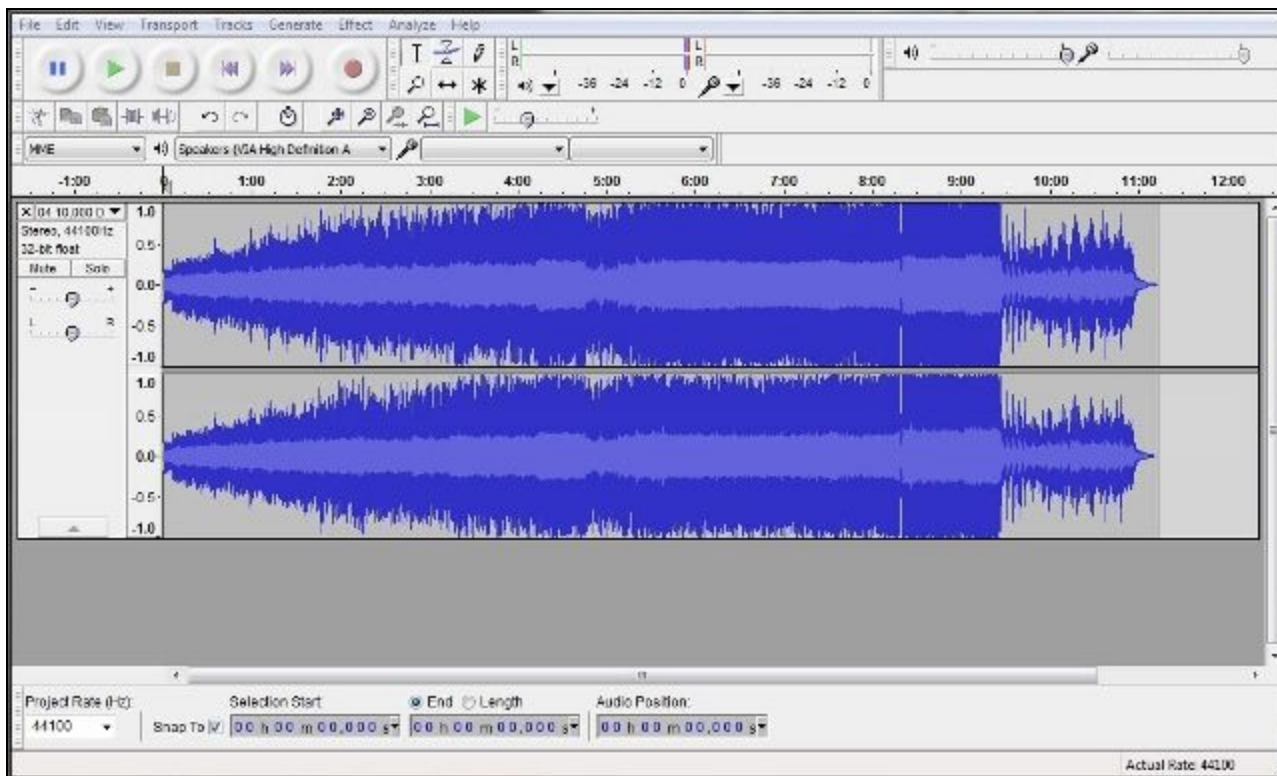 File Edit View Transport Tracks Generate Effect Analyze Help
L
R
L
R
-36 -24 -12 0
-36 -24 -12 0
MME
Speakers (VIA High Definition A
-1:00 0 1:00 2:00 3:00 4:00 5:00 6:00 7:00 8:00 9:00 10:00 11:00 12:00
X 04 10,000 D
Stereo, 44100Hz
32-bit float
Mute Solo
- +
L R
1.0
0.5
0.0
-0.5
-1.0
1.0
0.5
0.0
-0.5
-1.0
Project Rate (Hz): Selection Start: End Length Audio Position:
44100 Snap To 00 h 00 m 00.000 s 00 h 00 m 00.000 s 00 h 00 m 00.000 s
Actual Rate: 44100